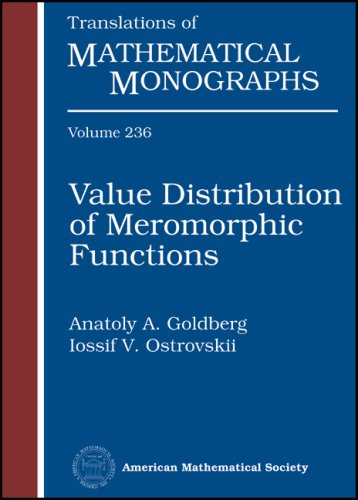 Translations of
MATHEMATICAL
MONOGRAPHS
Volume 236
Value Distribution
of Meromorphic
Functions
Anatoly A. Goldberg
Iossif V. Ostrovskii
American Mathematical Society